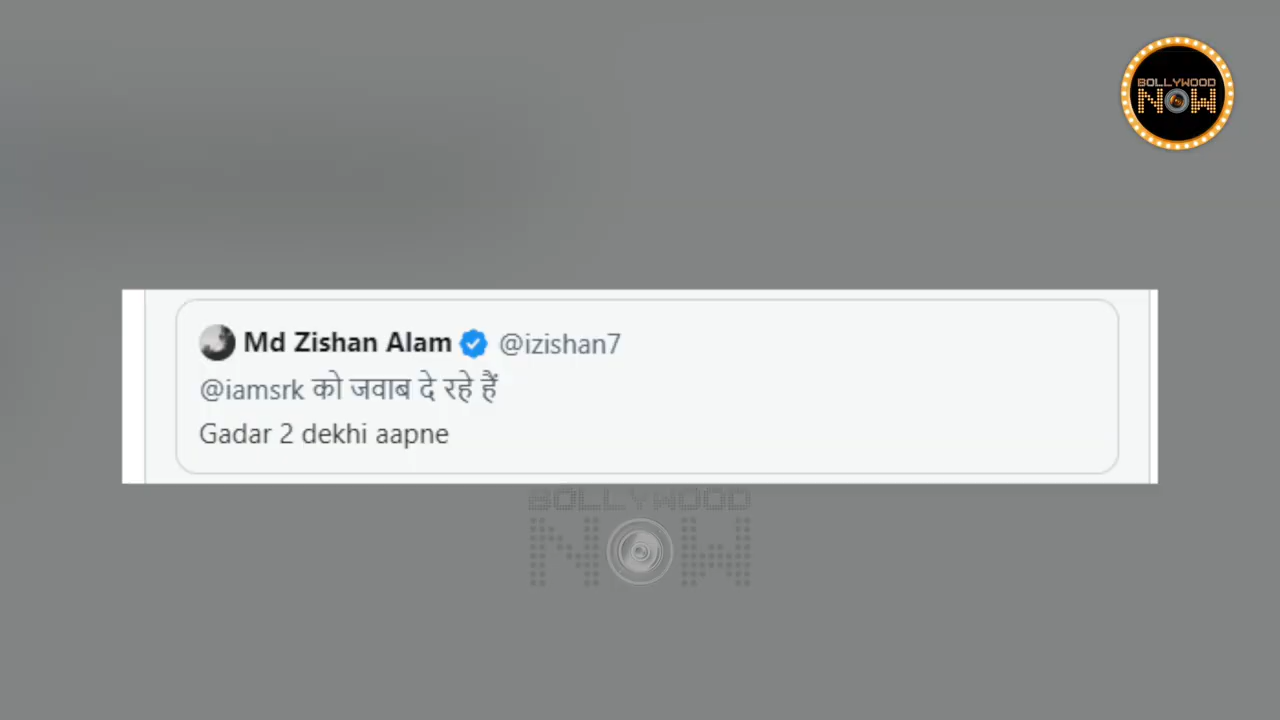 BOLLYWOOD
NOW
Md Zishan Alam @izishan7
@iamsrk को जवाब दे रहे हैं
Gadar 2 dekhi aapne
BOLLYWOOD
NOW